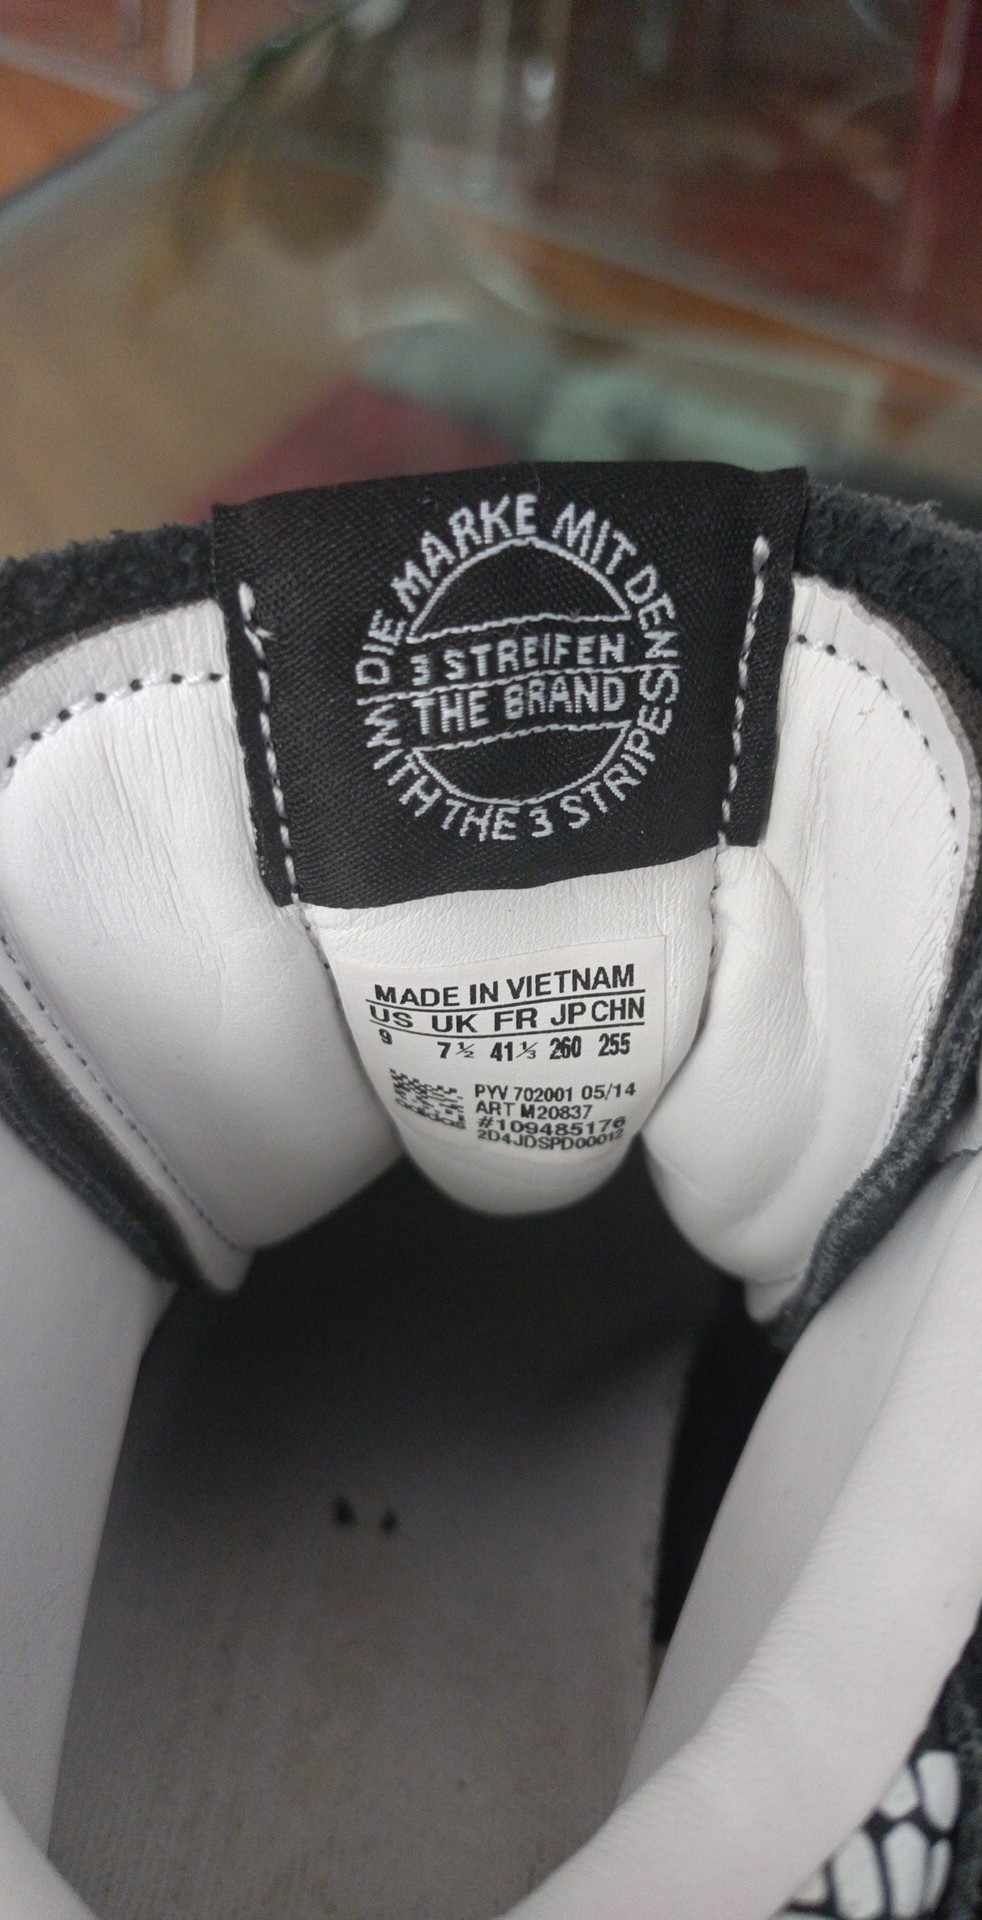 DIE MARKE MIT DEN
3 STREIFEN
THE BRAND
WITH THE 3 STRIPES
MADE IN VIETNAM
US UK FR JP CHN
9 7½ 41⅓ 260 255
PYV 702001 05/14
ART M20837
#109485176
2D4JDSPD00012
adidas